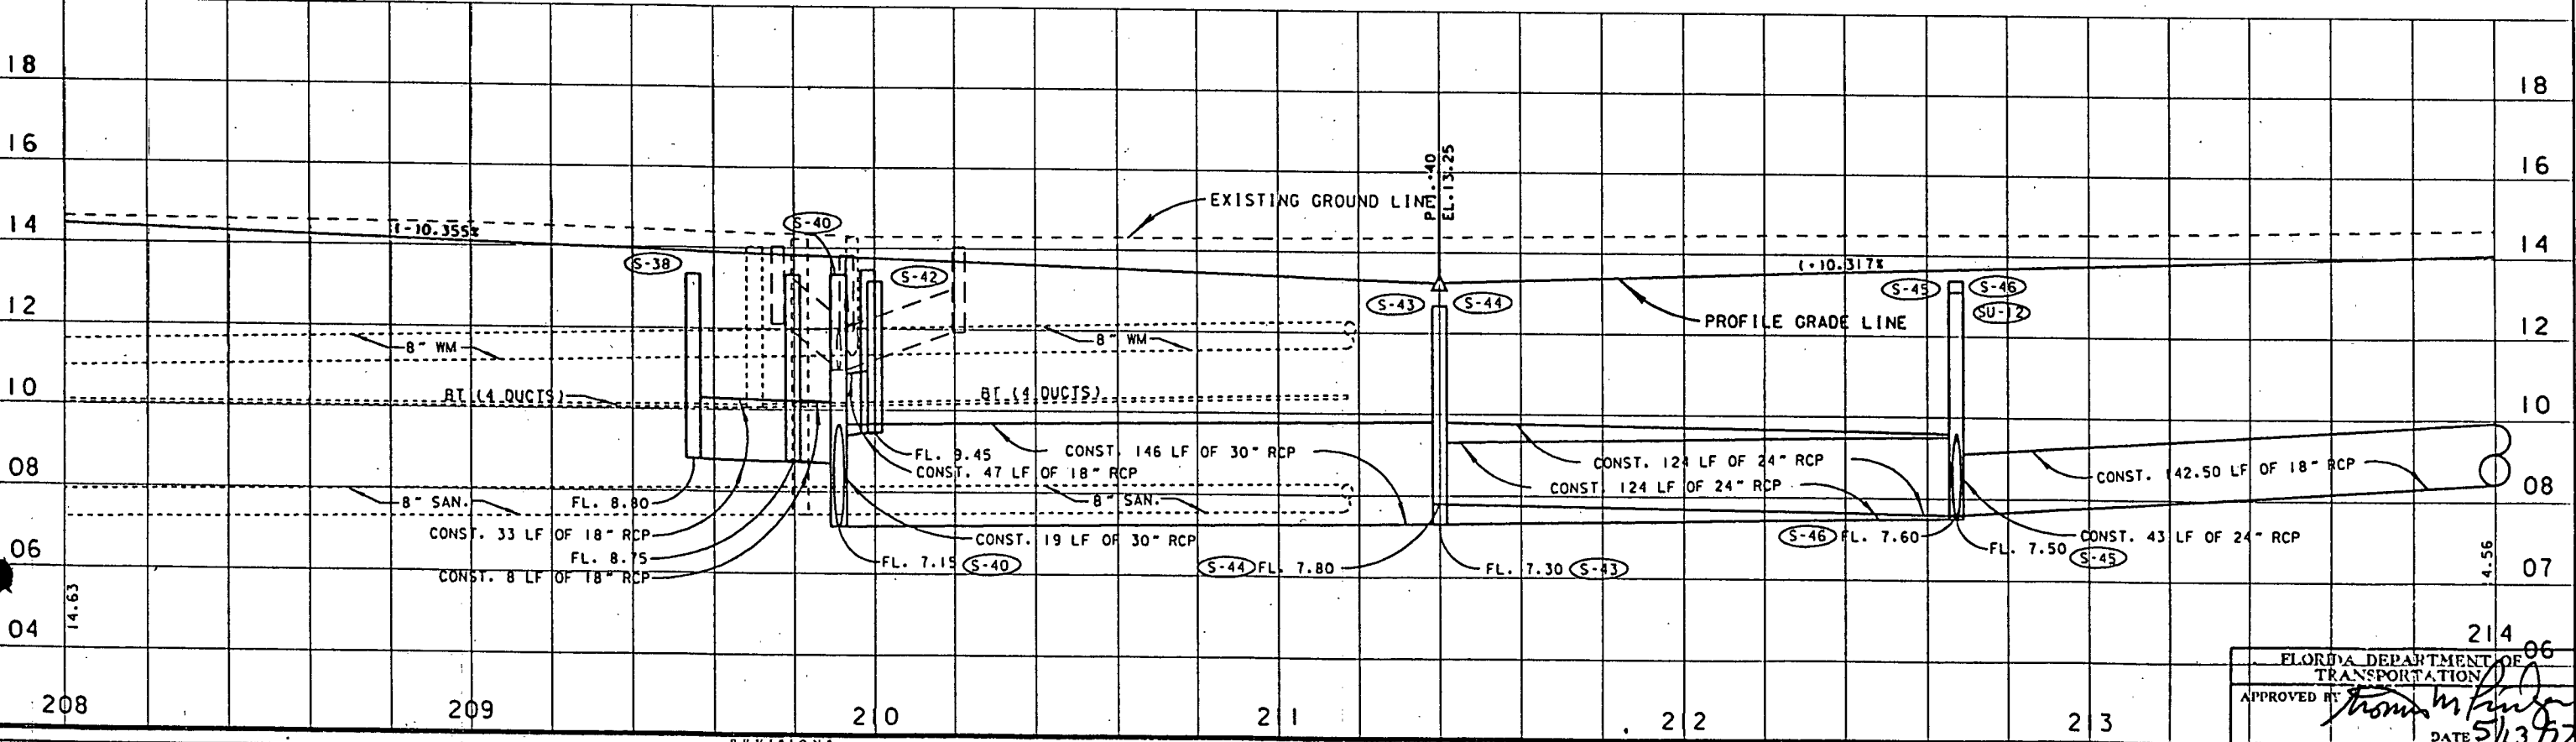 18
18
16
16
PI. .40
EL. 13.25
EXISTING GROUND LINE
14
14
(-)0.355%
S-40
S-38
S-42
(+)0.317%
S-43
S-44
S-45
S-46
SU-12
PROFILE GRADE LINE
12
12
8" WM
8" WM
10
10
BT (4 DUCTS)
BT (4 DUCTS)
FL. 9.45
CONST. 47 LF OF 18" RCP
CONST. 146 LF OF 30" RCP
CONST. 124 LF OF 24" RCP
CONST. 124 LF OF 24" RCP
CONST. 142.50 LF OF 18" RCP
08
08
8" SAN.
FL. 8.80
8" SAN.
CONST. 33 LF OF 18" RCP
FL. 8.75
CONST. 8 LF OF 18" RCP
CONST. 19 LF OF 30" RCP
FL. 7.15 S-40
S-44 FL. 7.80
FL. 7.30 S-43
S-46 FL. 7.60
FL. 7.50 S-45
CONST. 43 LF OF 24" RCP
06
07
14.63
4.56
04
06
214
208
209
210
211
212
213
FLORIDA DEPARTMENT OF
TRANSPORTATION
APPROVED BY
DATE 5/13/
REVISIONS